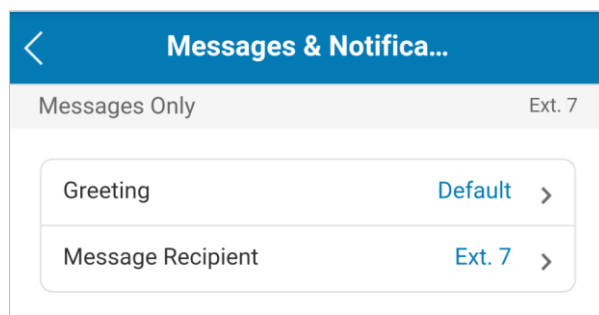 Messages & Notifica...
Messages Only Ext. 7
Greeting Default
Message Recipient Ext. 7